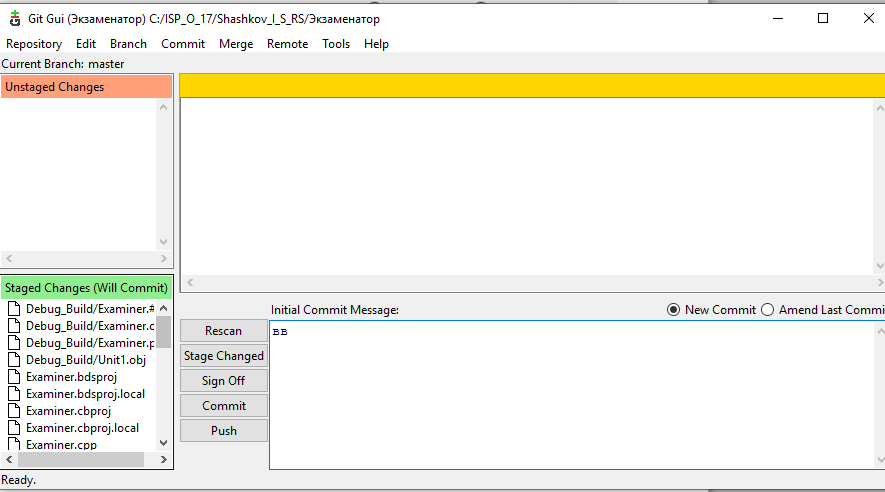 Git Gui (Экзаменатор) C:/ISP_O_17/Shashkov_I_S_RS/Экзаменатор
Repository Edit Branch Commit Merge Remote Tools Help
Current Branch: master
Unstaged Changes
Staged Changes (Will Commit)
Debug_Build/Examiner.#
Debug_Build/Examiner.c
Debug_Build/Examiner.p
Debug_Build/Unit1.obj
Examiner.bdsproj
Examiner.bdsproj.local
Examiner.cbproj
Examiner.cbproj.local
Examiner.cpp
Initial Commit Message:
New Commit
Amend Last Commi
Rescan
Stage Changed
Sign Off
Commit
Push
вв
Ready.